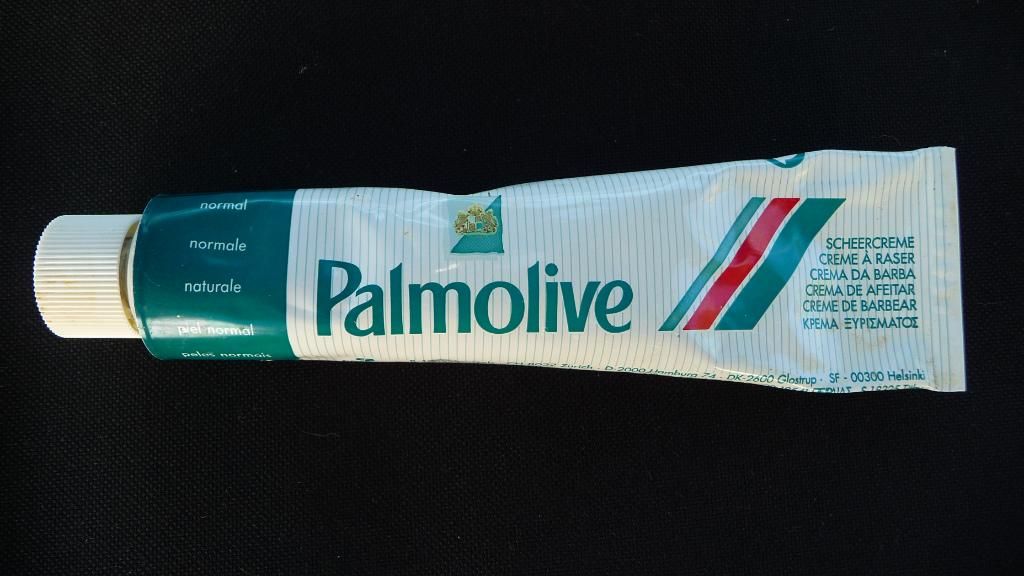 normal
normale
naturale
piel normal
peles normais
Palmolive
SCHEERCREME
CREME À RASER
CREMA DA BARBA
CREMA DE AFEITAR
CREME DE BARBEAR
ΚΡΕΜΑ ΞΥΡΙΣΜΑΤΟΣ
Zürich · D-2000 Hamburg 74 · DK-2600 Glostrup · SF - 00300 Helsinki